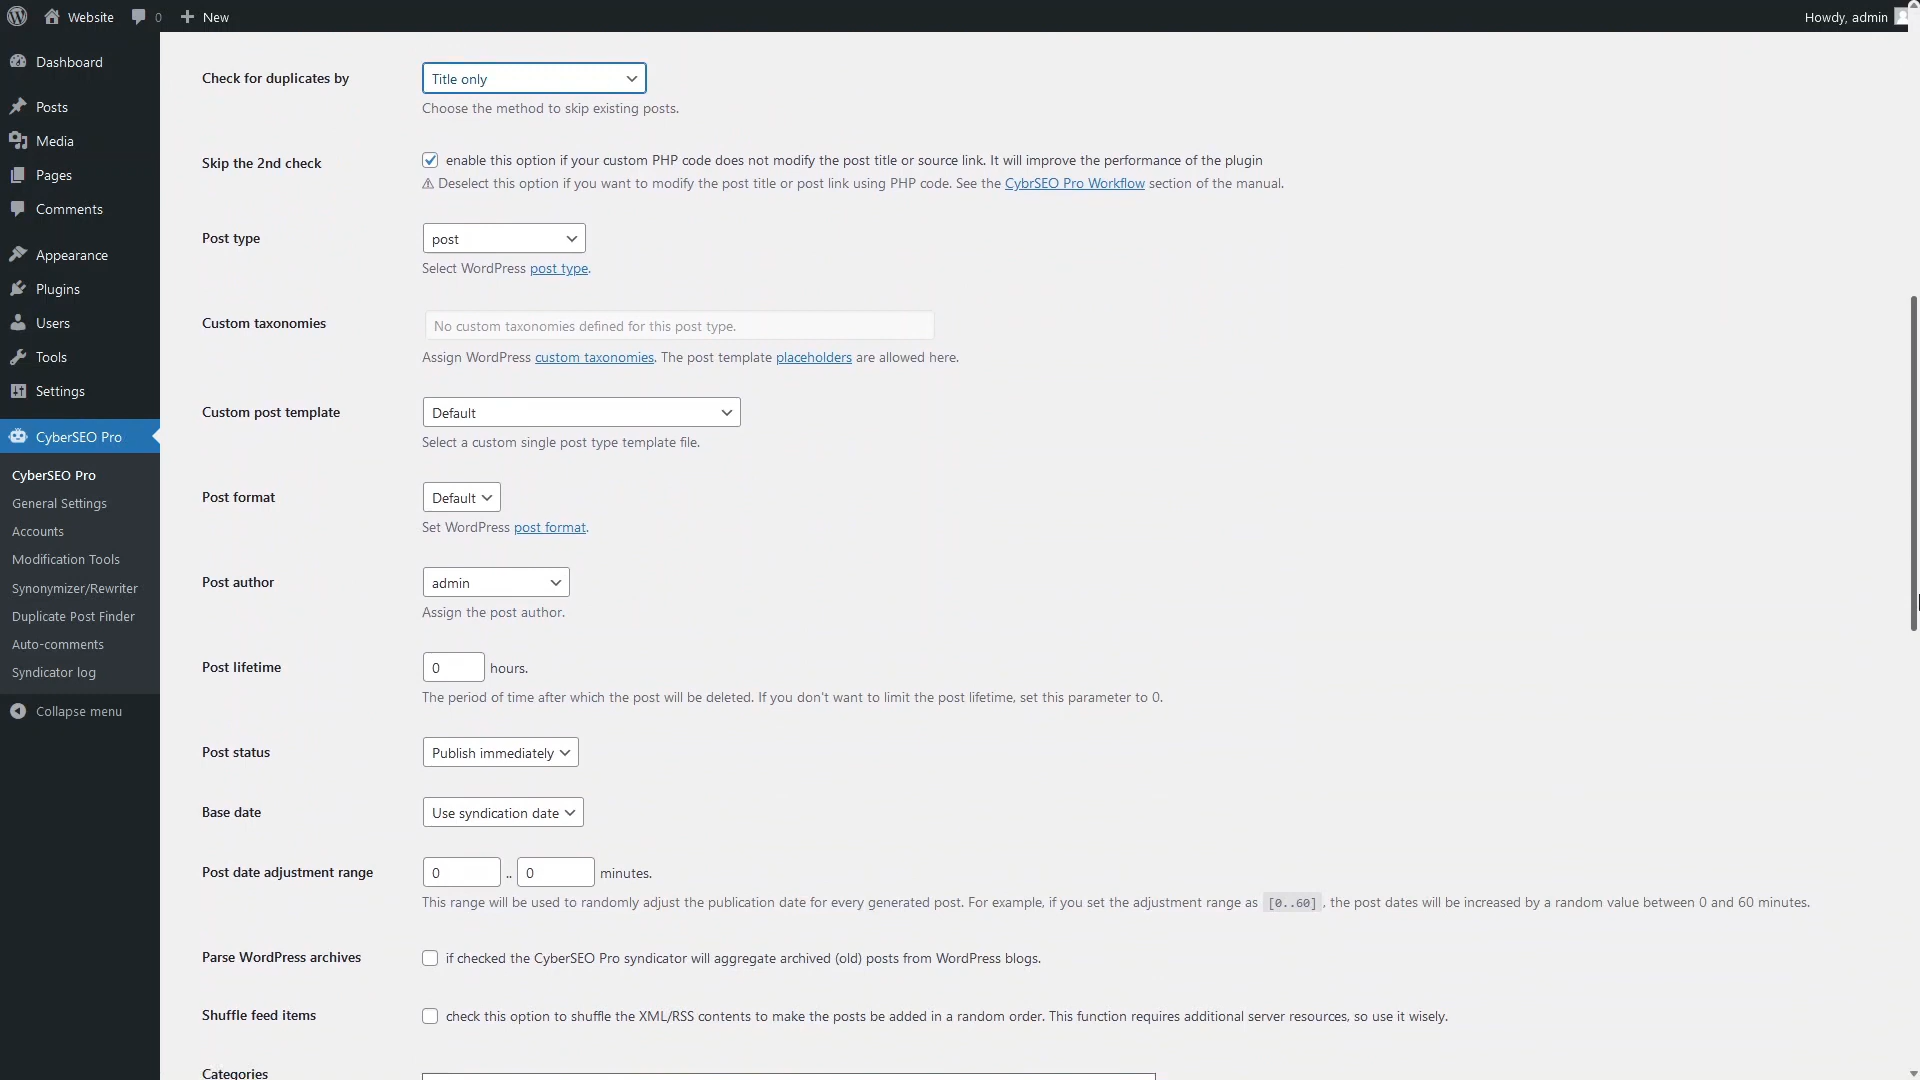 Website
0
New
Howdy, admin
Dashboard
Posts
Media
Pages
Comments
Appearance
Plugins
Users
Tools
Settings
CyberSEO Pro
CyberSEO Pro
General Settings
Accounts
Modification Tools
Synonymizer/Rewriter
Duplicate Post Finder
Auto-comments
Syndicator log
Collapse menu
Check for duplicates by
Title only
Choose the method to skip existing posts.
Skip the 2nd check
enable this option if your custom PHP code does not modify the post title or source link. It will improve the performance of the plugin
⚠ Deselect this option if you want to modify the post title or post link using PHP code. See the CybrSEO Pro Workflow section of the manual.
Post type
post
Select WordPress post type.
Custom taxonomies
No custom taxonomies defined for this post type.
Assign WordPress custom taxonomies. The post template placeholders are allowed here.
Custom post template
Default
Select a custom single post type template file.
Post format
Default
Set WordPress post format.
Post author
admin
Assign the post author.
Post lifetime
0 hours.
The period of time after which the post will be deleted. If you don't want to limit the post lifetime, set this parameter to 0.
Post status
Publish immediately
Base date
Use syndication date
Post date adjustment range
0 .. 0 minutes.
This range will be used to randomly adjust the publication date for every generated post. For example, if you set the adjustment range as [0..60], the post dates will be increased by a random value between 0 and 60 minutes.
Parse WordPress archives
if checked the CyberSEO Pro syndicator will aggregate archived (old) posts from WordPress blogs.
Shuffle feed items
check this option to shuffle the XML/RSS contents to make the posts be added in a random order. This function requires additional server resources, so use it wisely.
Categories